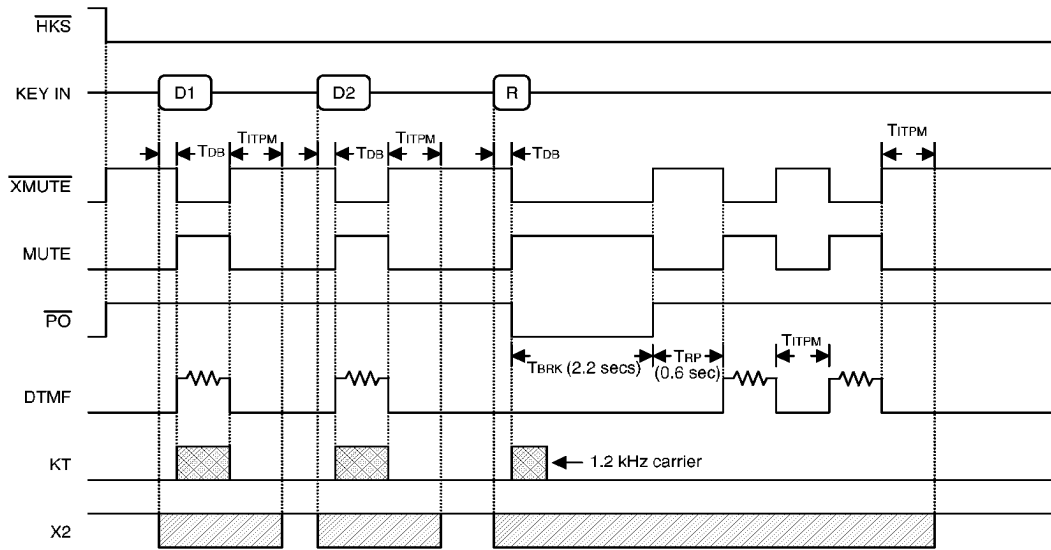 HKS
KEY IN D1 D2 R
TDB TITPM TDB TITPM TDB TITPM
XMUTE
MUTE
PO
TBRK (2.2 secs) TRP (0.6 sec) TITPM
DTMF
KT 1.2 kHz carrier
X2